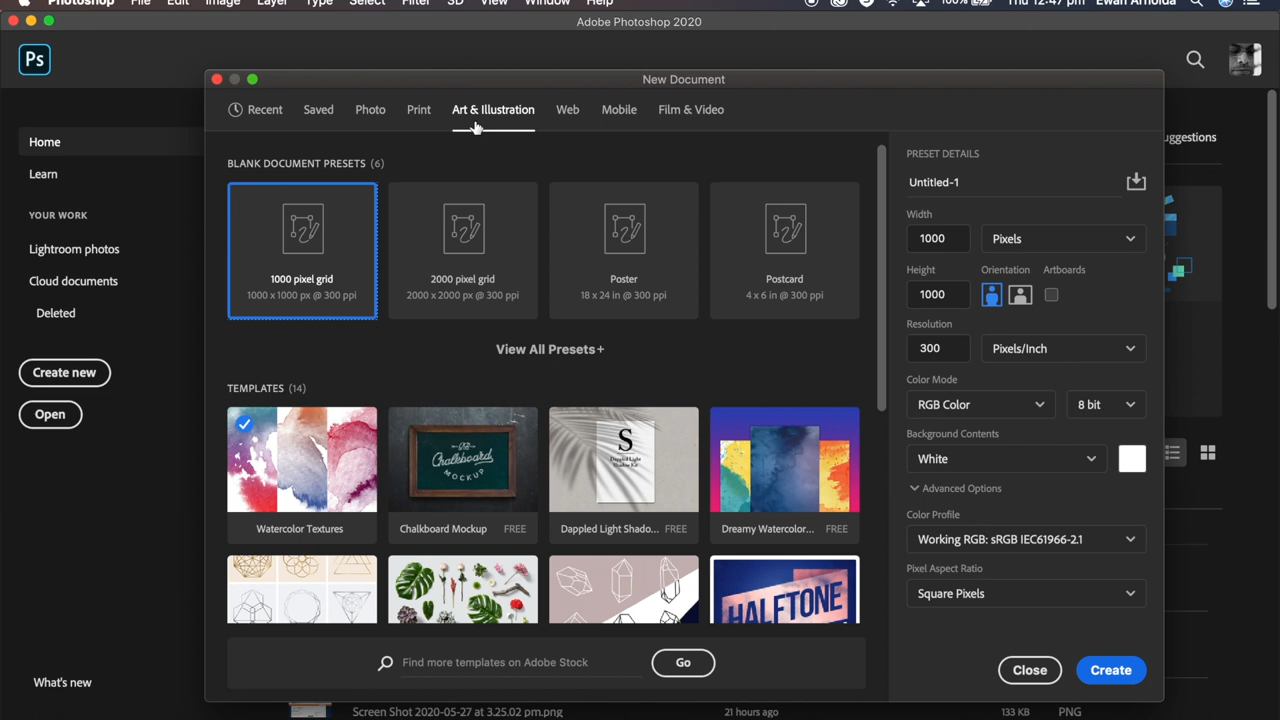 Photoshop File Edit Image Layer Type Select Filter 3D View Window Help 100% Thu 12:47 pm Ewan Arnolda
Adobe Photoshop 2020
Ps
New Document
Recent Saved Photo Print Art & Illustration Web Mobile Film & Video
Home
Learn
YOUR WORK
Lightroom photos
Cloud documents
Deleted
Create new
Open
What's new
BLANK DOCUMENT PRESETS (6)
1000 pixel grid
1000 x 1000 px @ 300 ppi
2000 pixel grid
2000 x 2000 px @ 300 ppi
Poster
18 x 24 in @ 300 ppi
Postcard
4 x 6 in @ 300 ppi
View All Presets+
TEMPLATES (14)
The
Chalkboard
MOCKUP
S
Dappled Light
Shadow Kit
Watercolor Textures
Chalkboard Mockup FREE
Dappled Light Shado... FREE
Dreamy Watercolor... FREE
HALFTONE
Find more templates on Adobe Stock
Go
PRESET DETAILS
Untitled-1
Width
1000 Pixels
Height Orientation Artboards
1000
Resolution
300 Pixels/Inch
Color Mode
RGB Color 8 bit
Background Contents
White
Advanced Options
Color Profile
Working RGB: sRGB IEC61966-2.1
Pixel Aspect Ratio
Square Pixels
Close Create
uggestions
Screen Shot 2020-05-27 at 3.25.02 pm.png 21 hours ago 133 KB PNG